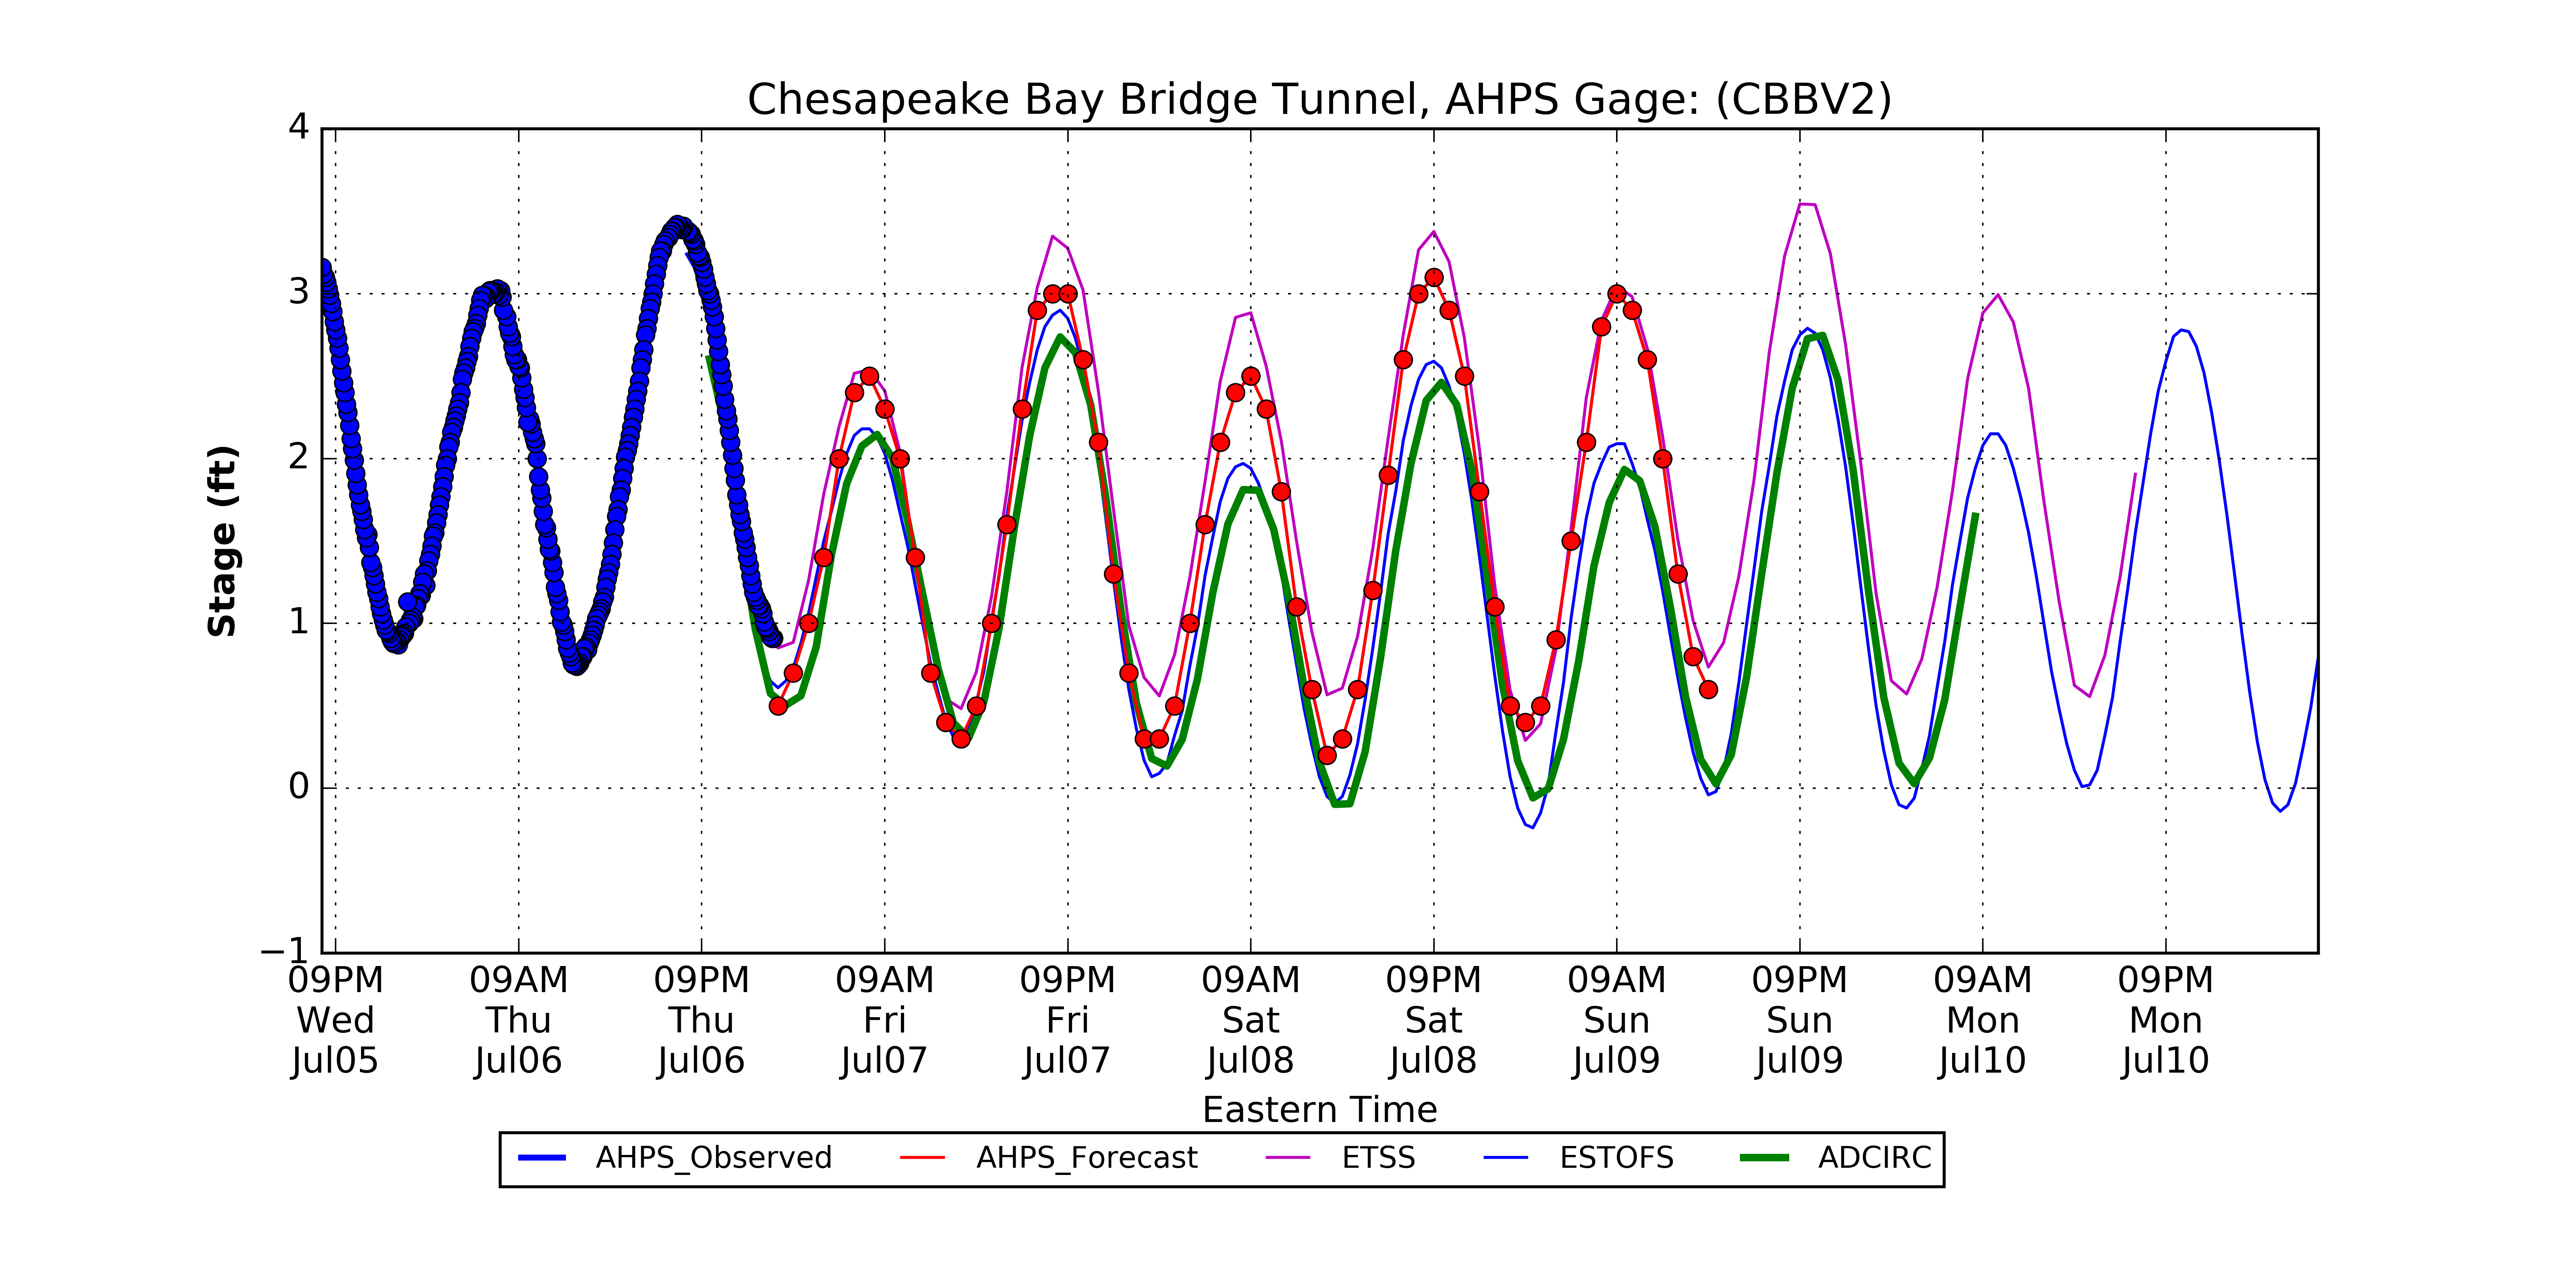 Chesapeake Bay Bridge Tunnel, AHPS Gage: (CBBV2)
4
3
2
1
0
−1
Stage (ft)
09PM 09AM 09PM 09AM 09PM 09AM 09PM 09AM 09PM 09AM 09PM
Wed Thu Thu Fri Fri Sat Sat Sun Sun Mon Mon
Jul05 Jul06 Jul06 Jul07 Jul07 Jul08 Jul08 Jul09 Jul09 Jul10 Jul10
Eastern Time
AHPS_Observed AHPS_Forecast ETSS ESTOFS ADCIRC